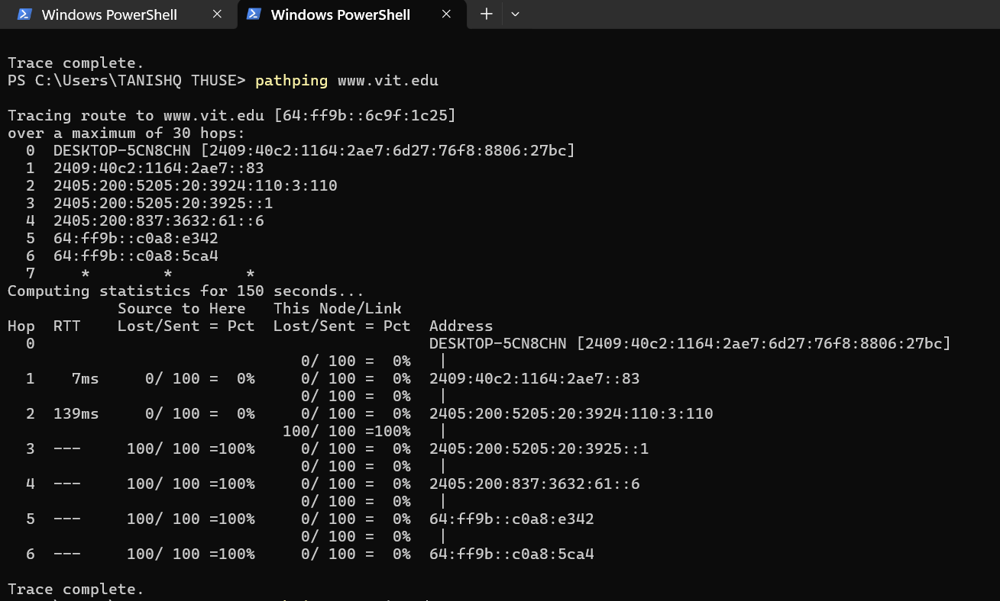 Windows PowerShell
Windows PowerShell
Trace complete.
PS C:\Users\TANISHQ THUSE> pathping www.vit.edu
Tracing route to www.vit.edu [64:ff9b::6c9f:1c25]
over a maximum of 30 hops:
  0  DESKTOP-5CN8CHN [2409:40c2:1164:2ae7:6d27:76f8:8806:27bc]
  1  2409:40c2:1164:2ae7::83
  2  2405:200:5205:20:3924:110:3:110
  3  2405:200:5205:20:3925::1
  4  2405:200:837:3632:61::6
  5  64:ff9b::c0a8:e342
  6  64:ff9b::c0a8:5ca4
  7     *        *        *
Computing statistics for 150 seconds...
            Source to Here   This Node/Link
Hop  RTT    Lost/Sent = Pct  Lost/Sent = Pct  Address
  0                                           DESKTOP-5CN8CHN [2409:40c2:1164:2ae7:6d27:76f8:8806:27bc]
                                0/ 100 =  0%   |
  1    7ms     0/ 100 =  0%     0/ 100 =  0%  2409:40c2:1164:2ae7::83
                                0/ 100 =  0%   |
  2  139ms     0/ 100 =  0%     0/ 100 =  0%  2405:200:5205:20:3924:110:3:110
                              100/ 100 =100%   |
  3  ---     100/ 100 =100%     0/ 100 =  0%  2405:200:5205:20:3925::1
                                0/ 100 =  0%   |
  4  ---     100/ 100 =100%     0/ 100 =  0%  2405:200:837:3632:61::6
                                0/ 100 =  0%   |
  5  ---     100/ 100 =100%     0/ 100 =  0%  64:ff9b::c0a8:e342
                                0/ 100 =  0%   |
  6  ---     100/ 100 =100%     0/ 100 =  0%  64:ff9b::c0a8:5ca4
Trace complete.